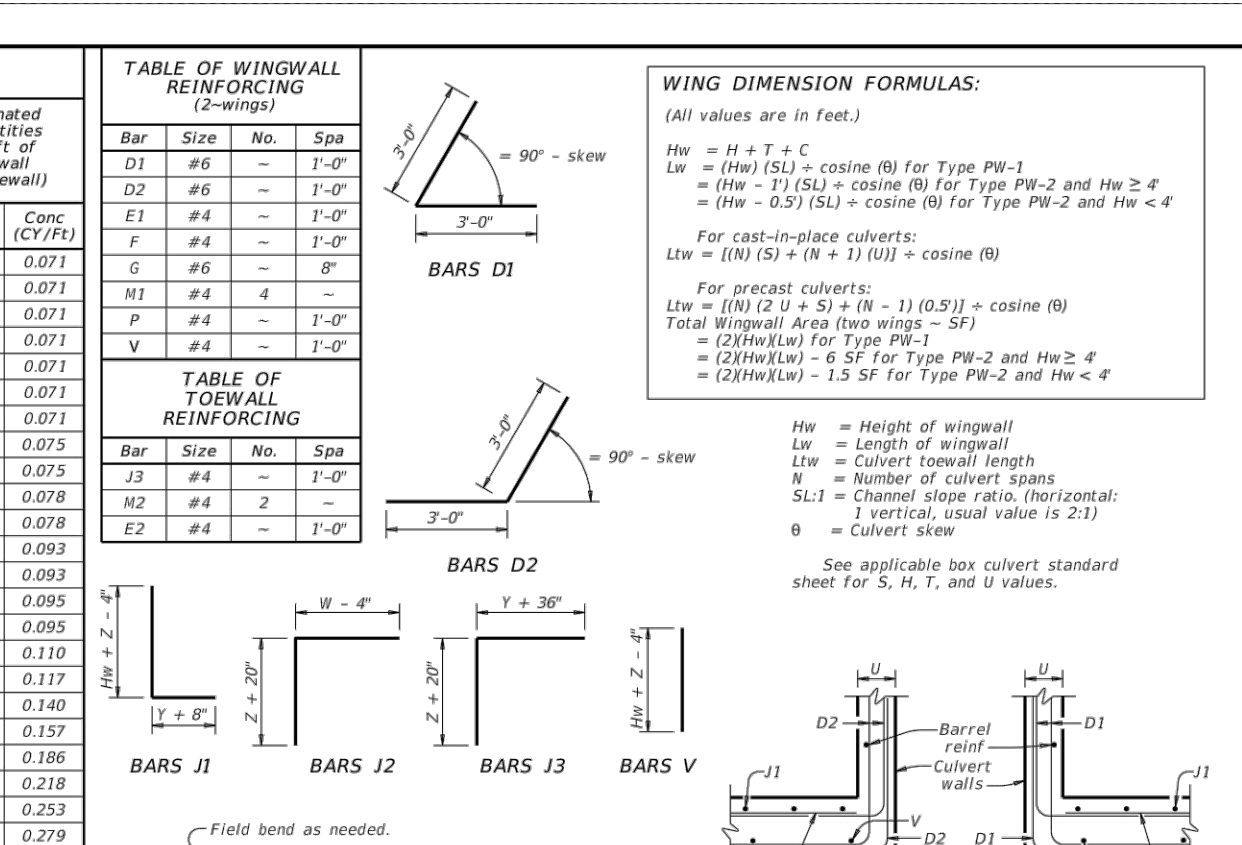 nated
tities
ft of
wall
ewall)
Conc
(CY/Ft)
0.071
0.071
0.071
0.071
0.071
0.071
0.071
0.075
0.075
0.078
0.078
0.093
0.093
0.095
0.095
0.110
0.117
0.140
0.157
0.186
0.218
0.253
0.279
TABLE OF WINGWALL
REINFORCING
(2~wings)
Bar Size No. Spa
D1 #6 ~ 1'-0"
D2 #6 ~ 1'-0"
E1 #4 ~ 1'-0"
F #4 ~ 1'-0"
G #6 ~ 8"
M1 #4 4 ~
P #4 ~ 1'-0"
V #4 ~ 1'-0"
TABLE OF
TOEWALL
REINFORCING
Bar Size No. Spa
J3 #4 ~ 1'-0"
M2 #4 2 ~
E2 #4 ~ 1'-0"
3'-0"
= 90° – skew
3'-0"
BARS D1
3'-0"
= 90° – skew
3'-0"
BARS D2
WING DIMENSION FORMULAS:
(All values are in feet.)
Hw = H + T + C
Lw = (Hw) (SL) ÷ cosine (θ) for Type PW-1
= (Hw - 1') (SL) ÷ cosine (θ) for Type PW-2 and Hw ≥ 4'
= (Hw - 0.5') (SL) ÷ cosine (θ) for Type PW-2 and Hw < 4'
For cast-in-place culverts:
Ltw = [(N) (S) + (N + 1) (U)] ÷ cosine (θ)
For precast culverts:
Ltw = [(N) (2 U + S) + (N - 1) (0.5')] ÷ cosine (θ)
Total Wingwall Area (two wings ~ SF)
= (2)(Hw)(Lw) for Type PW-1
= (2)(Hw)(Lw) - 6 SF for Type PW-2 and Hw ≥ 4'
= (2)(Hw)(Lw) - 1.5 SF for Type PW-2 and Hw < 4'
Hw = Height of wingwall
Lw = Length of wingwall
Ltw = Culvert toewall length
N = Number of culvert spans
SL:1 = Channel slope ratio. (horizontal:
1 vertical, usual value is 2:1)
θ = Culvert skew
See applicable box culvert standard
sheet for S, H, T, and U values.
Hw + Z - 4"
Y + 8"
BARS J1
W - 4"
Z + 20"
BARS J2
Y + 36"
Z + 20"
BARS J3
Hw + Z - 4"
BARS V
Field bend as needed.
U U
D2 D1
Barrel
reinf
Culvert
walls
J1 J1
V
D2 D1